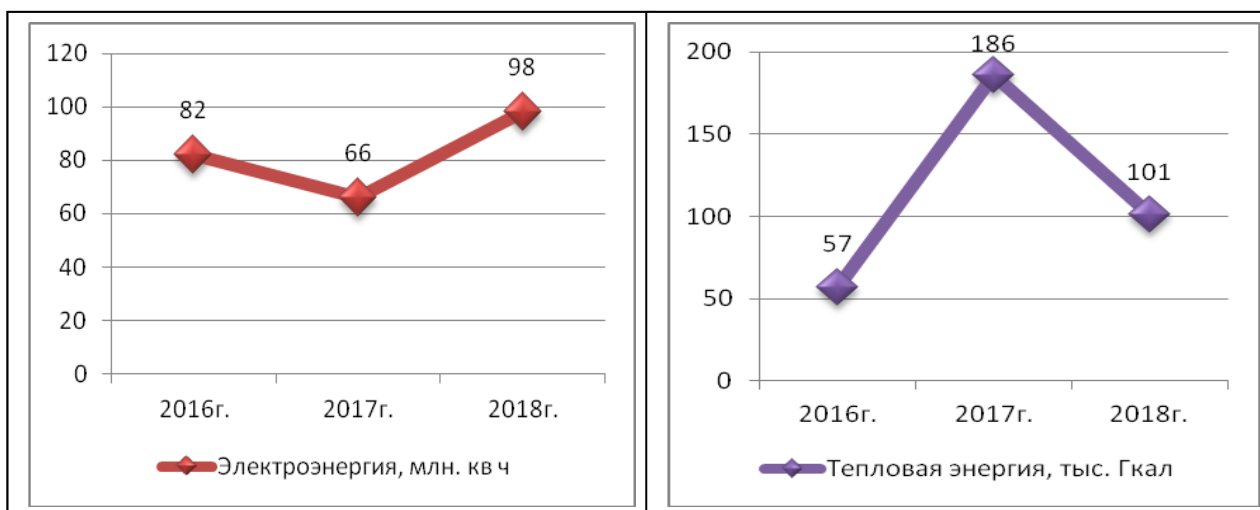 120
100
80
60
40
20
0
82
66
98
2016г.
2017г.
2018г.
Электроэнергия, млн. кв ч
200
150
100
50
0
57
186
101
2016г.
2017г.
2018г.
Тепловая энергия, тыс. Гкал